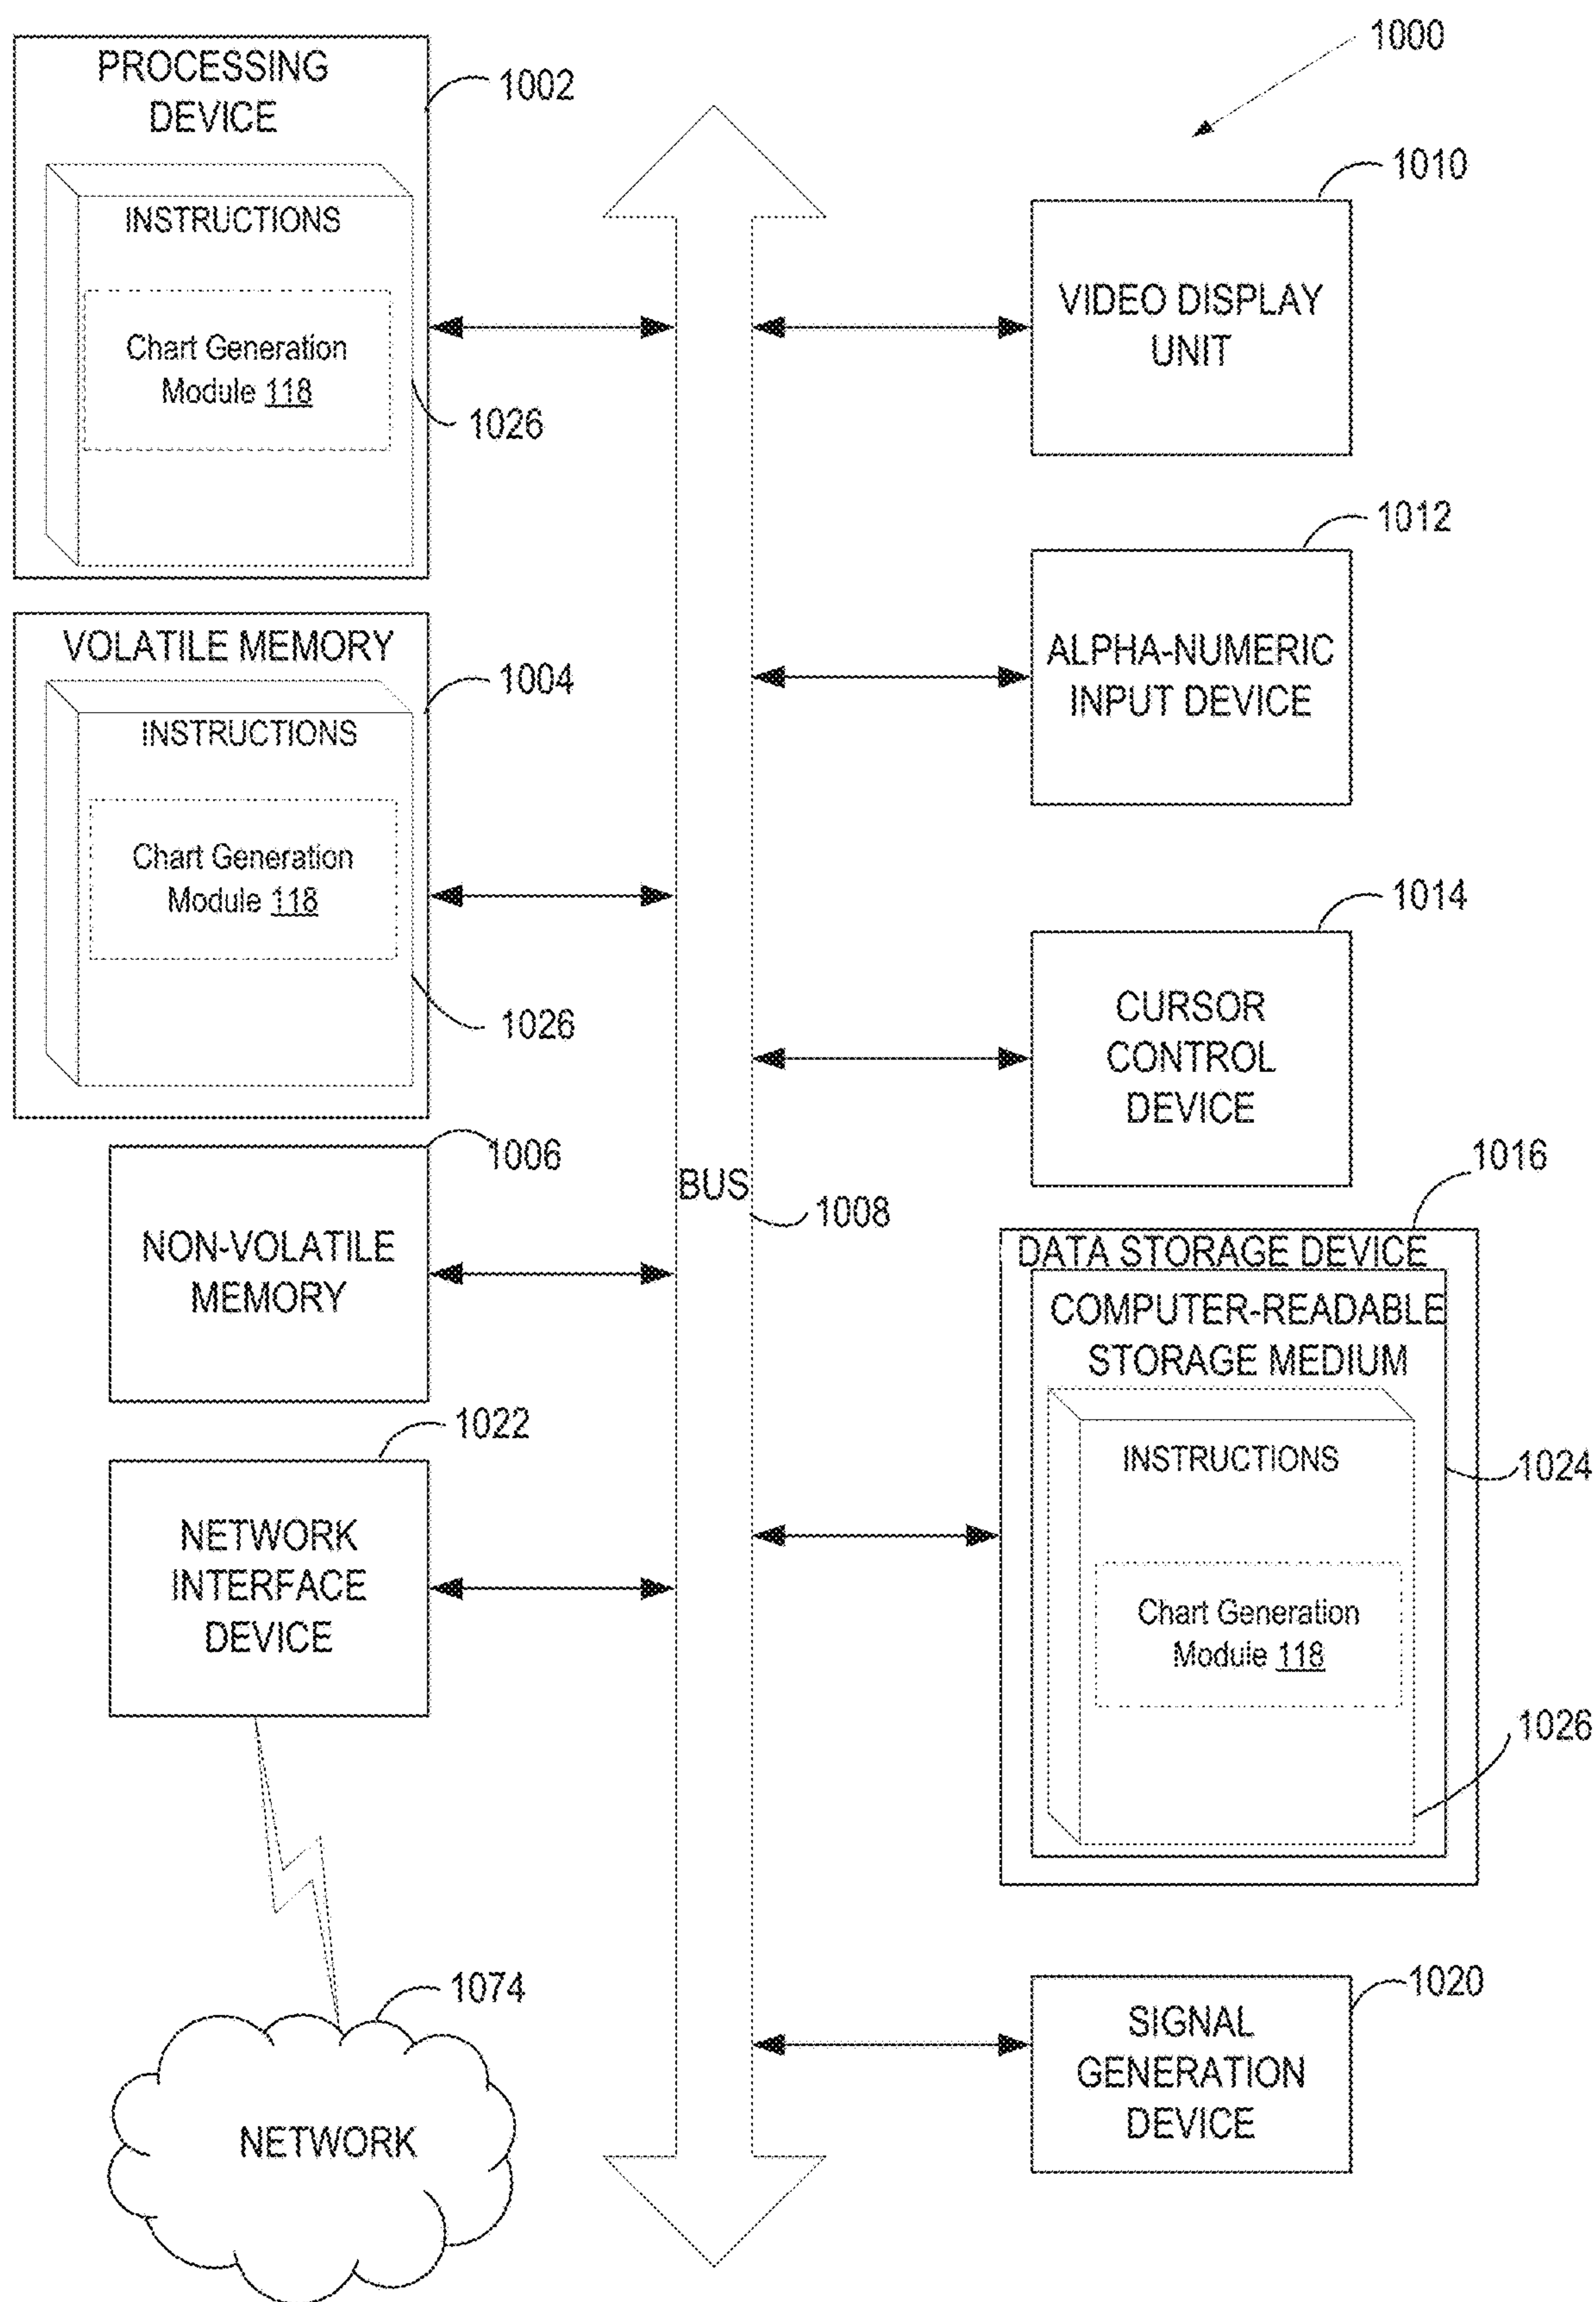 1000
PROCESSING
DEVICE
1002
INSTRUCTIONS
Chart Generation
Module 118
1026
VOLATILE MEMORY
1004
INSTRUCTIONS
Chart Generation
Module 118
1026
1006
NON-VOLATILE
MEMORY
1022
NETWORK
INTERFACE
DEVICE
1074
NETWORK
BUS
1008
1010
VIDEO DISPLAY
UNIT
1012
ALPHA-NUMERIC
INPUT DEVICE
1014
CURSOR
CONTROL
DEVICE
1016
DATA STORAGE DEVICE
COMPUTER-READABLE
STORAGE MEDIUM
INSTRUCTIONS
1024
Chart Generation
Module 118
1026
1020
SIGNAL
GENERATION
DEVICE